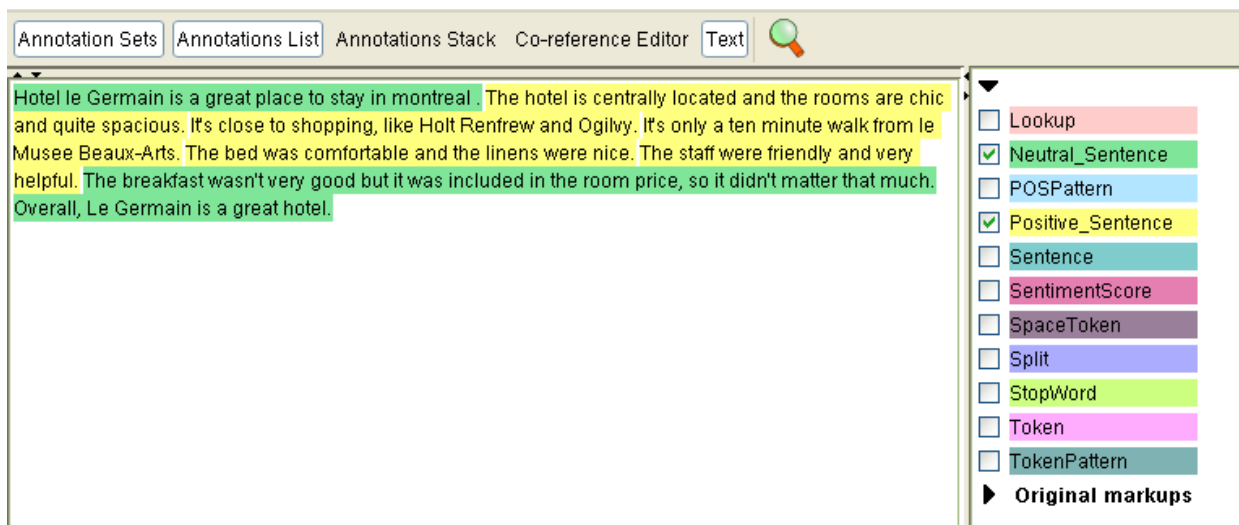 Annotation Sets Annotations List Annotations Stack Co-reference Editor Text
Hotel le Germain is a great place to stay in montreal . The hotel is centrally located and the rooms are chic
and quite spacious. It's close to shopping, like Holt Renfrew and Ogilvy. It's only a ten minute walk from le
Musee Beaux-Arts. The bed was comfortable and the linens were nice. The staff were friendly and very
helpful. The breakfast wasn't very good but it was included in the room price, so it didn't matter that much.
Overall, Le Germain is a great hotel.
Lookup
Neutral_Sentence
POSPattern
Positive_Sentence
Sentence
SentimentScore
SpaceToken
Split
StopWord
Token
TokenPattern
Original markups